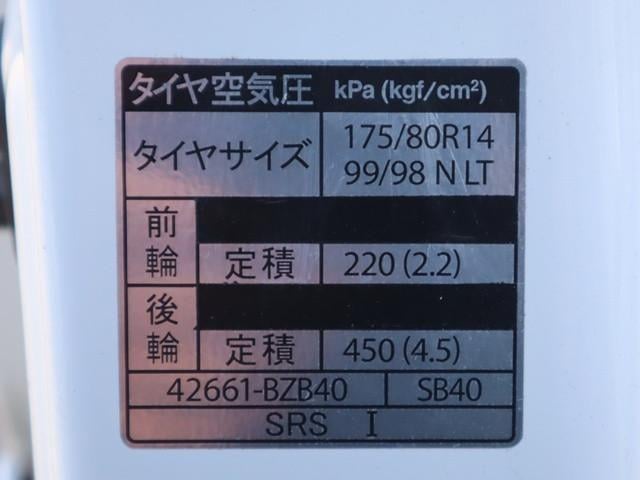 タイヤ空気圧 kPa (kgf/cm²)
タイヤサイズ 175/80R14 99/98 N LT
前輪 定積 220 (2.2)
後輪 定積 450 (4.5)
42661-BZB40 SB40
SRS I